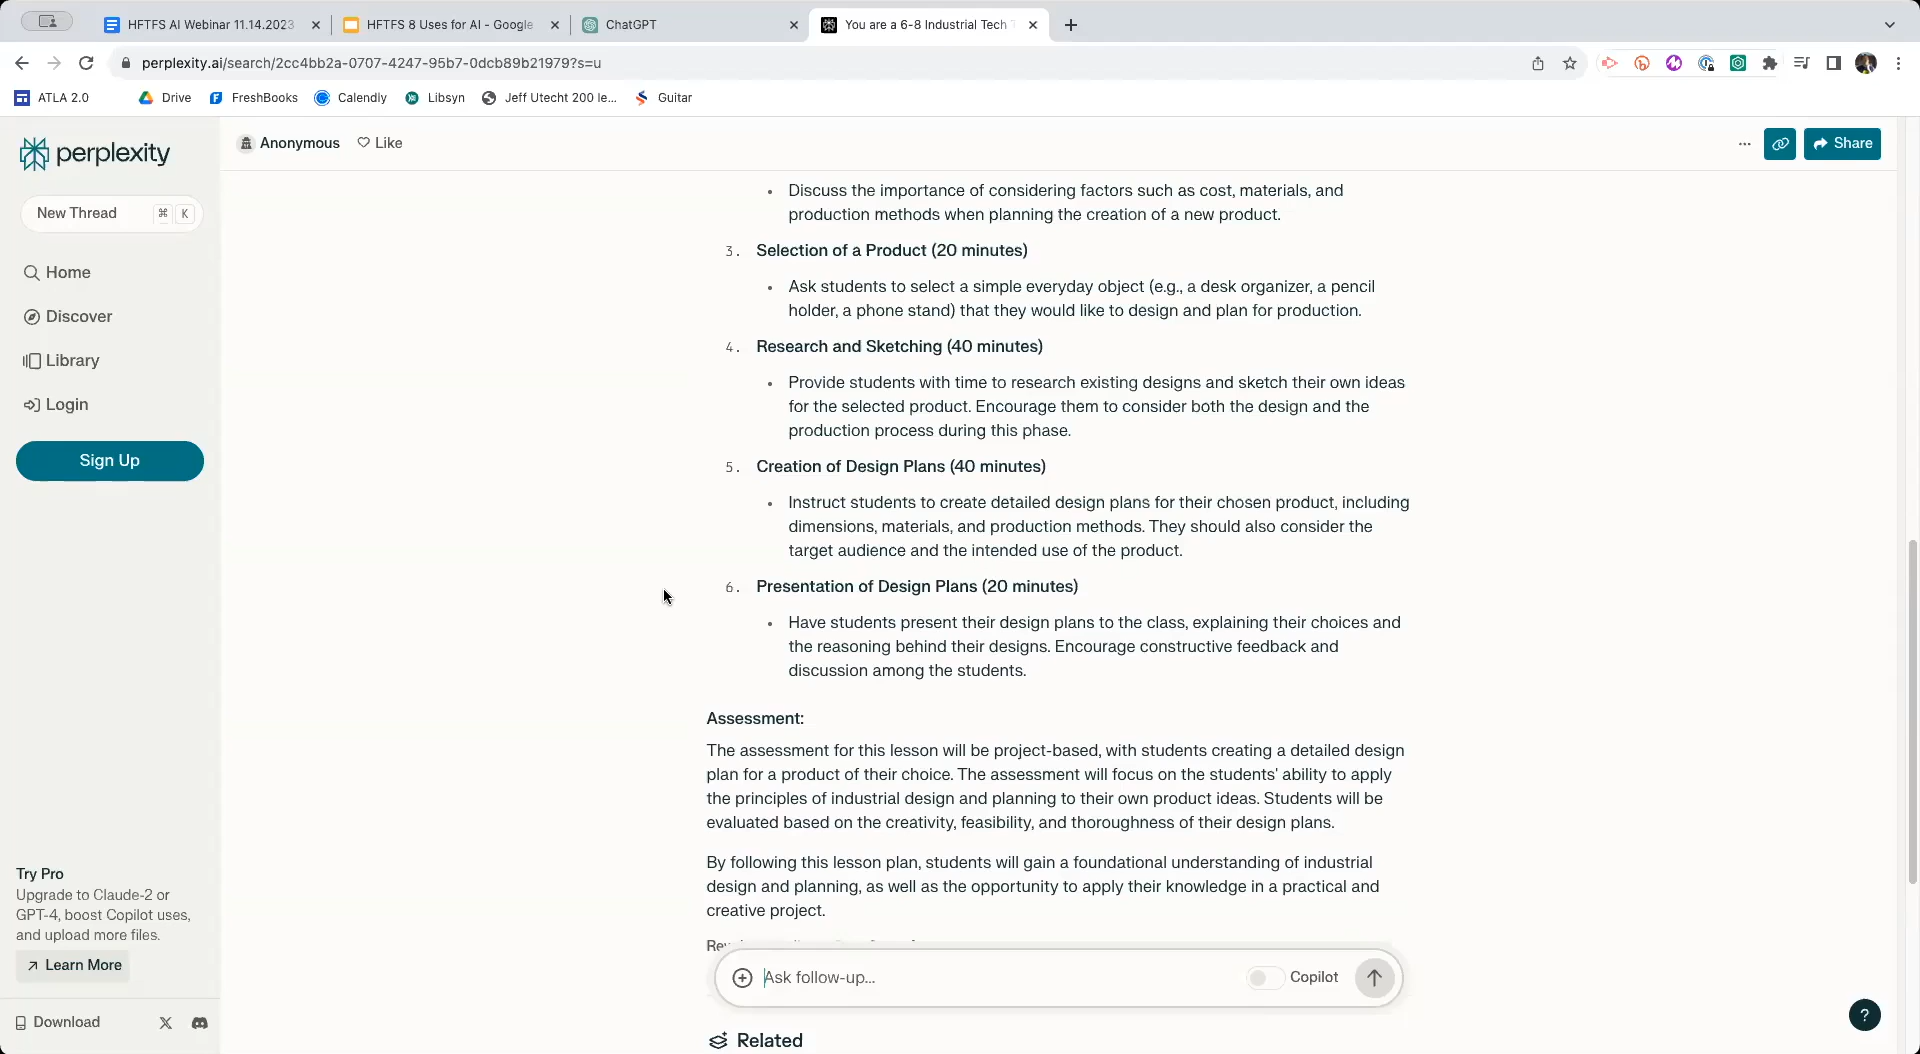 HFTFS AI Webinar 11.14.2023
HFTFS 8 Uses for AI - Google
ChatGPT
You are a 6-8 Industrial Tech
perplexity.ai/search/2cc4bb2a-0707-4247-95b7-0dcb89b21979?s=u
ATLA 2.0
Drive
FreshBooks
Calendly
Libsyn
Jeff Utecht 200 le...
Guitar
perplexity
New Thread ⌘ K
Home
Discover
Library
Login
Sign Up
Try Pro
Upgrade to Claude-2 or
GPT-4, boost Copilot uses,
and upload more files.
Learn More
Download
Anonymous
Like
Share
• Discuss the importance of considering factors such as cost, materials, and
production methods when planning the creation of a new product.
3. Selection of a Product (20 minutes)
• Ask students to select a simple everyday object (e.g., a desk organizer, a pencil
holder, a phone stand) that they would like to design and plan for production.
4. Research and Sketching (40 minutes)
• Provide students with time to research existing designs and sketch their own ideas
for the selected product. Encourage them to consider both the design and the
production process during this phase.
5. Creation of Design Plans (40 minutes)
• Instruct students to create detailed design plans for their chosen product, including
dimensions, materials, and production methods. They should also consider the
target audience and the intended use of the product.
6. Presentation of Design Plans (20 minutes)
• Have students present their design plans to the class, explaining their choices and
the reasoning behind their designs. Encourage constructive feedback and
discussion among the students.
Assessment:
The assessment for this lesson will be project-based, with students creating a detailed design
plan for a product of their choice. The assessment will focus on the students' ability to apply
the principles of industrial design and planning to their own product ideas. Students will be
evaluated based on the creativity, feasibility, and thoroughness of their design plans.
By following this lesson plan, students will gain a foundational understanding of industrial
design and planning, as well as the opportunity to apply their knowledge in a practical and
creative project.
Ask follow-up...
Copilot
Related
?